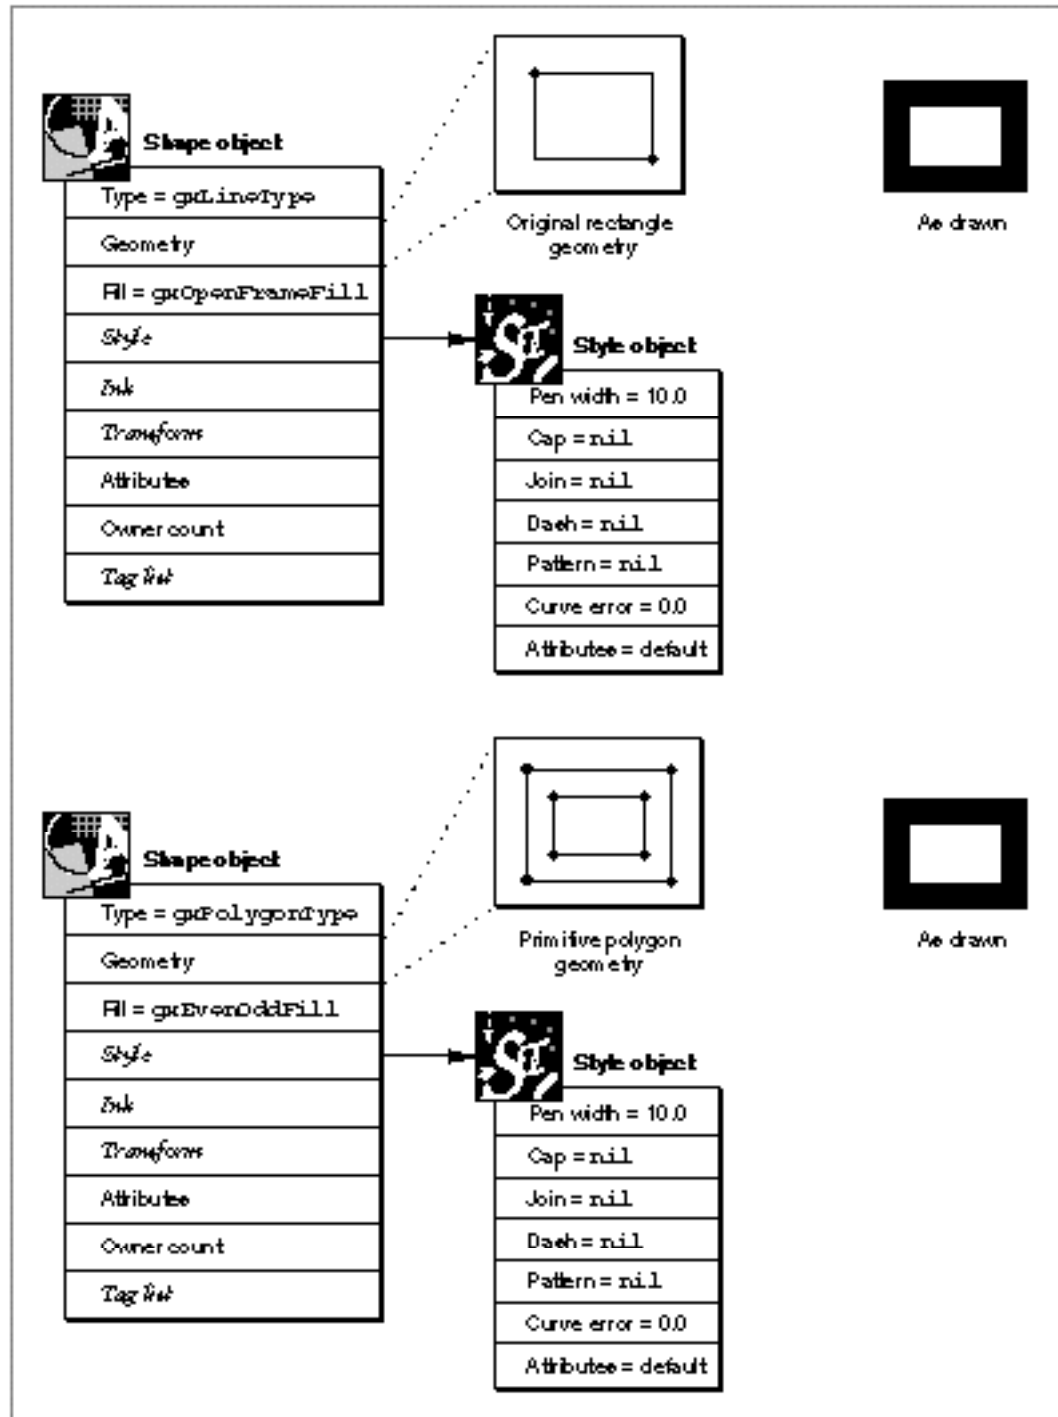 Shape object
Type = gxLineType
Geometry
Fill = gxOpenFrameFill
Style
Ink
Transform
Attributes
Owner count
Tag list
Original rectangle
geometry
As drawn
Style object
Pen width = 10.0
Cap = nil
Join = nil
Dash = nil
Pattern = nil
Curve error = 0.0
Attributes = default
Shape object
Type = gxPolygonType
Geometry
Fill = gxEvenOddFill
Style
Ink
Transform
Attributes
Owner count
Tag list
Primitive polygon
geometry
As drawn
Style object
Pen width = 10.0
Cap = nil
Join = nil
Dash = nil
Pattern = nil
Curve error = 0.0
Attributes = default